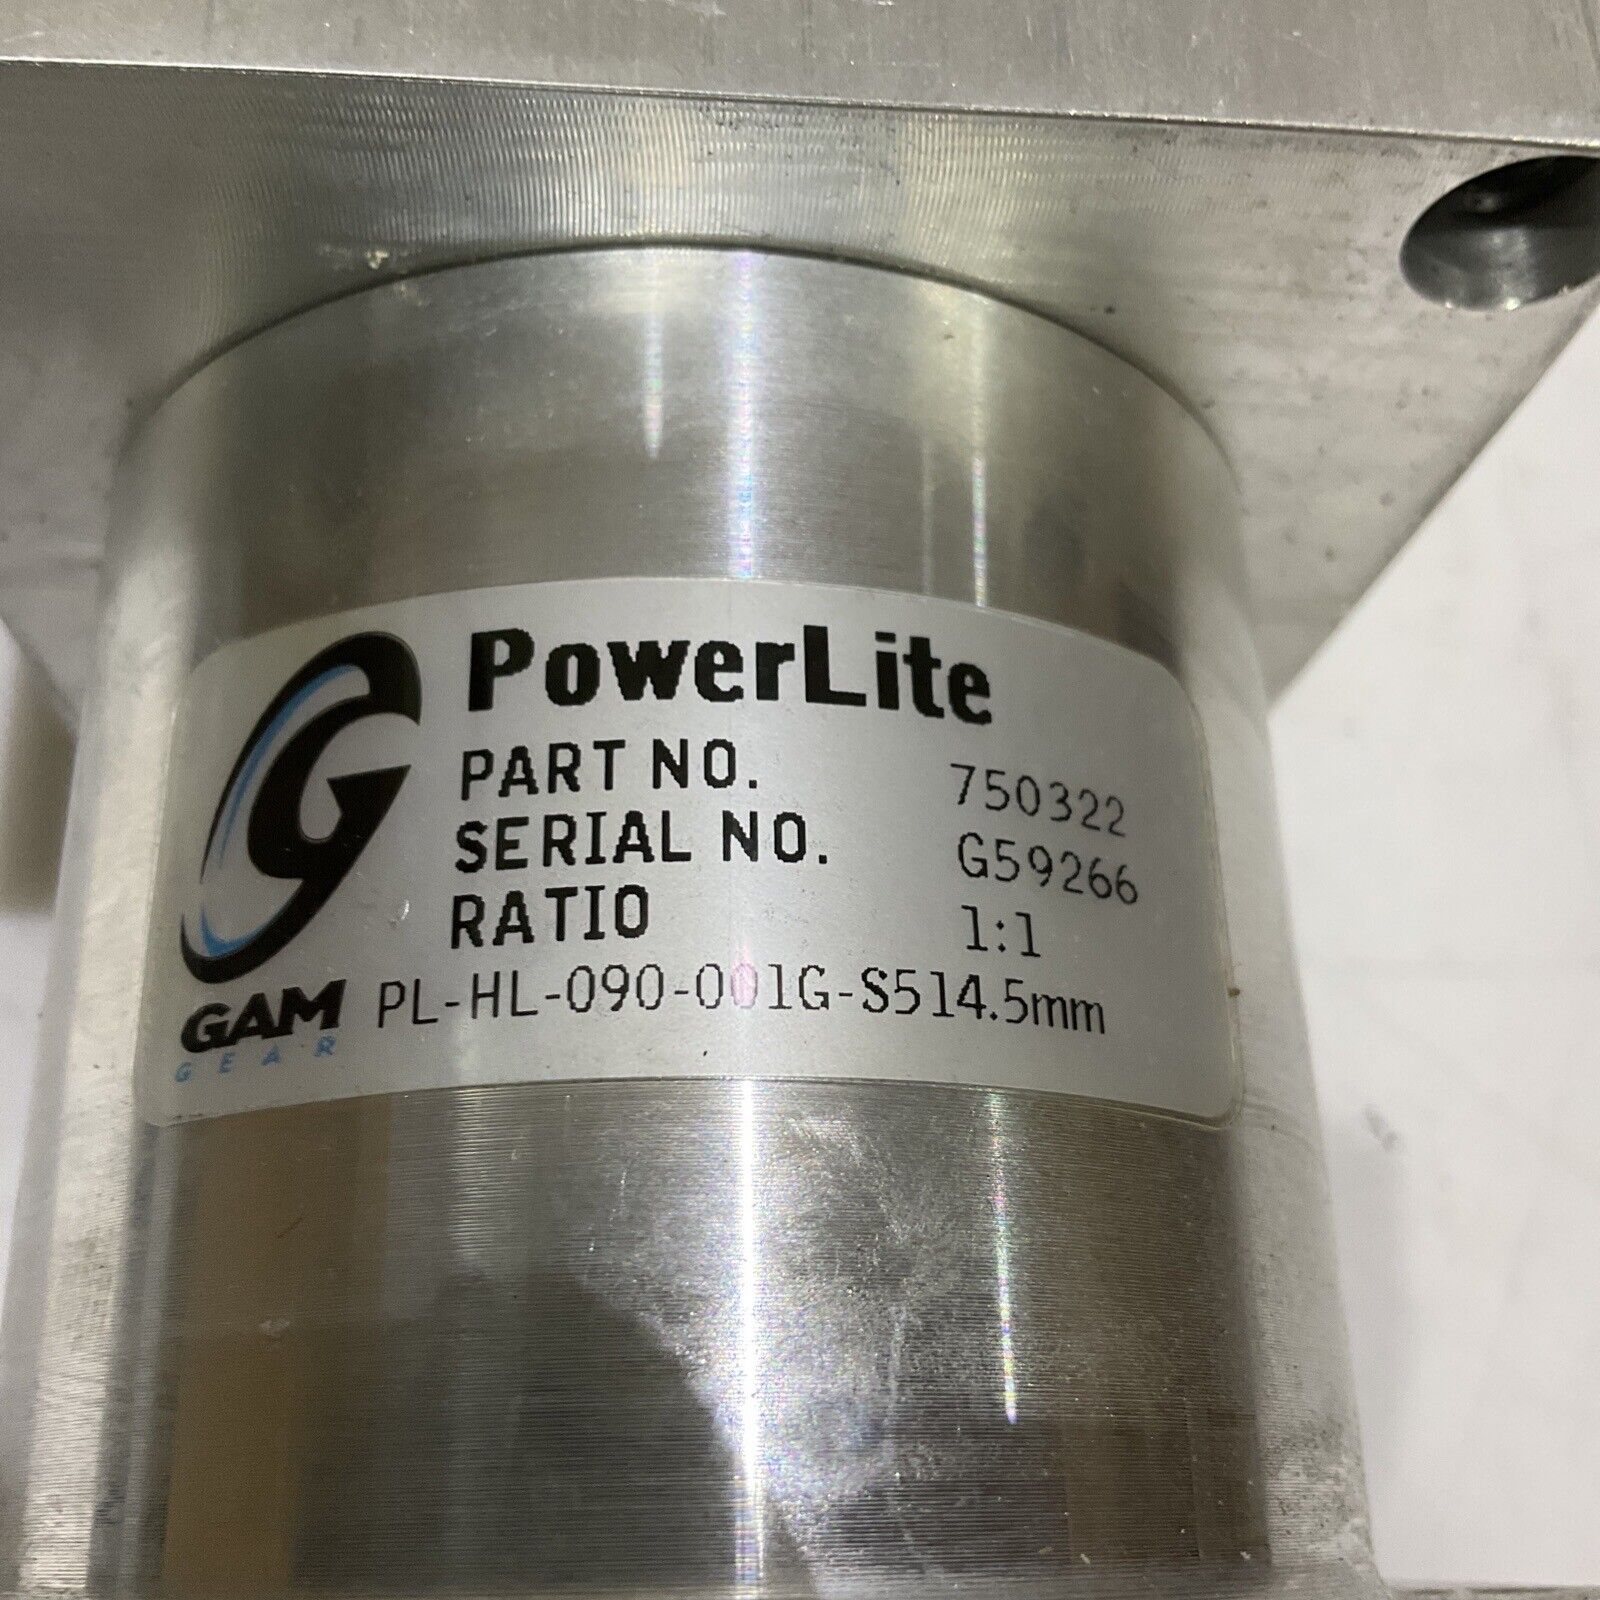 PowerLite
PART NO. 750322
SERIAL NO. G59266
RATIO 1:1
PL-HL-090-001G-S514.5mm
GAM
GEAR